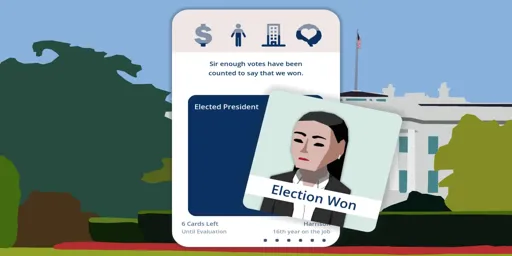 Sir enough votes have been
counted to say that we won.
Elected President
Election Won
6 Cards Left
Until Evaluation
16th year on the job